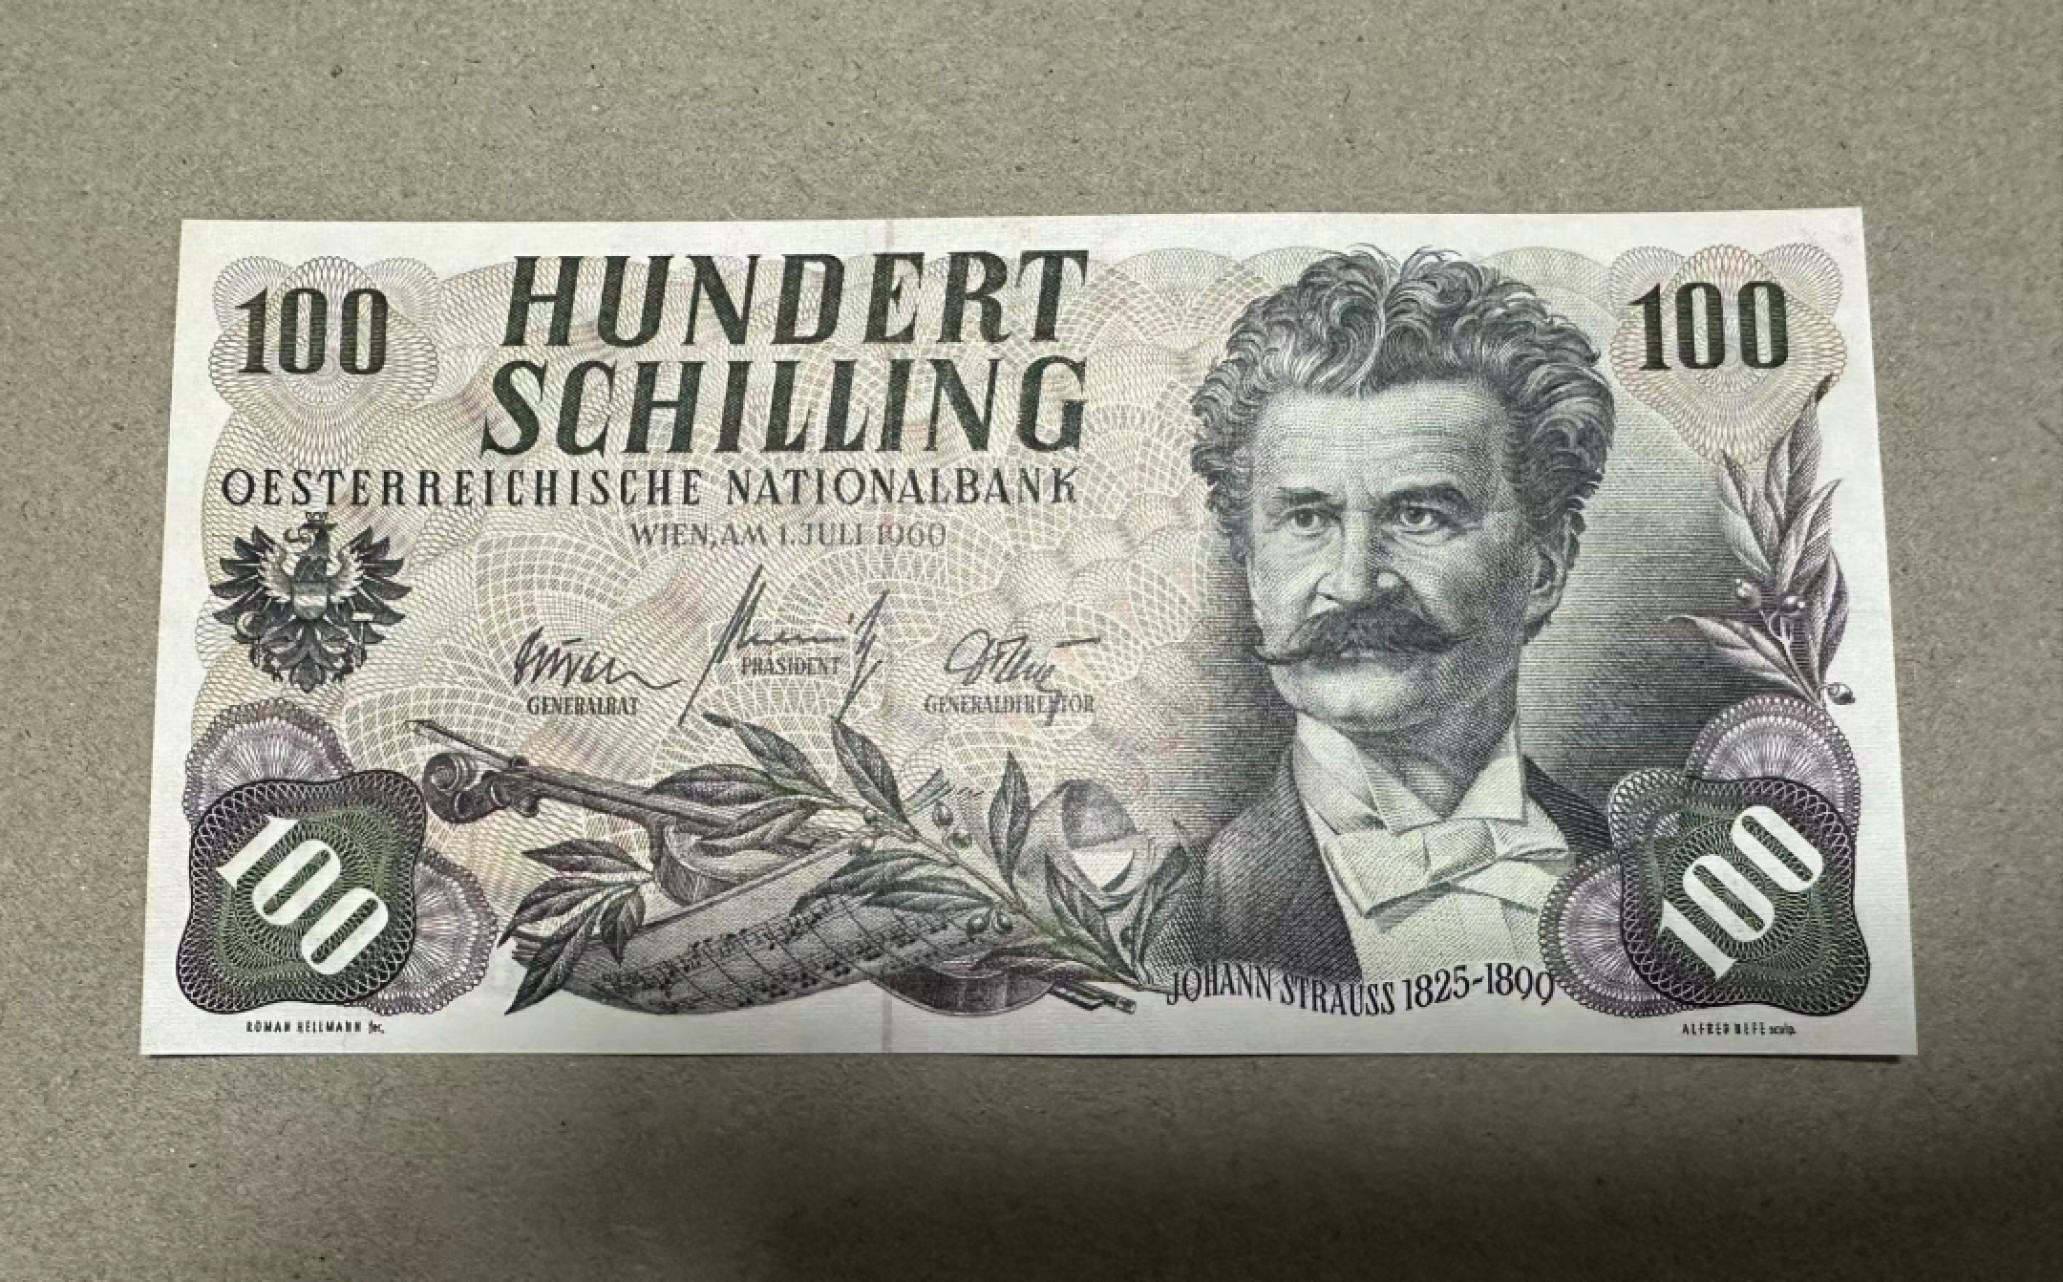 100
HUNDERT
SCHILLING
100
OESTERREICHISCHE NATIONALBANK
WIEN, AM 1. JULI 1960
GENERALRAT
PRÄSIDENT
GENERALDIREKTOR
100
100
JOHANN STRAUSS 1825-1899
ROMAN HELLMANN fec.
ALFRED NEFE sculp.